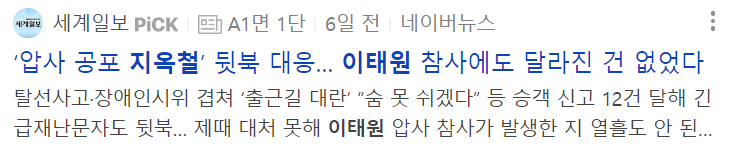 세계일보
세계일보 PiCK A1면 1단 6일 전 네이버뉴스
‘압사 공포 지옥철’ 뒷북 대응... 이태원 참사에도 달라진 건 없었다
탈선사고·장애인시위 겹쳐 ‘출근길 대란’ “숨 못 쉬겠다” 등 승객 신고 12건 달해 긴
급재난문자도 뒷북... 제때 대처 못해 이태원 압사 참사가 발생한 지 열흘도 안 된...